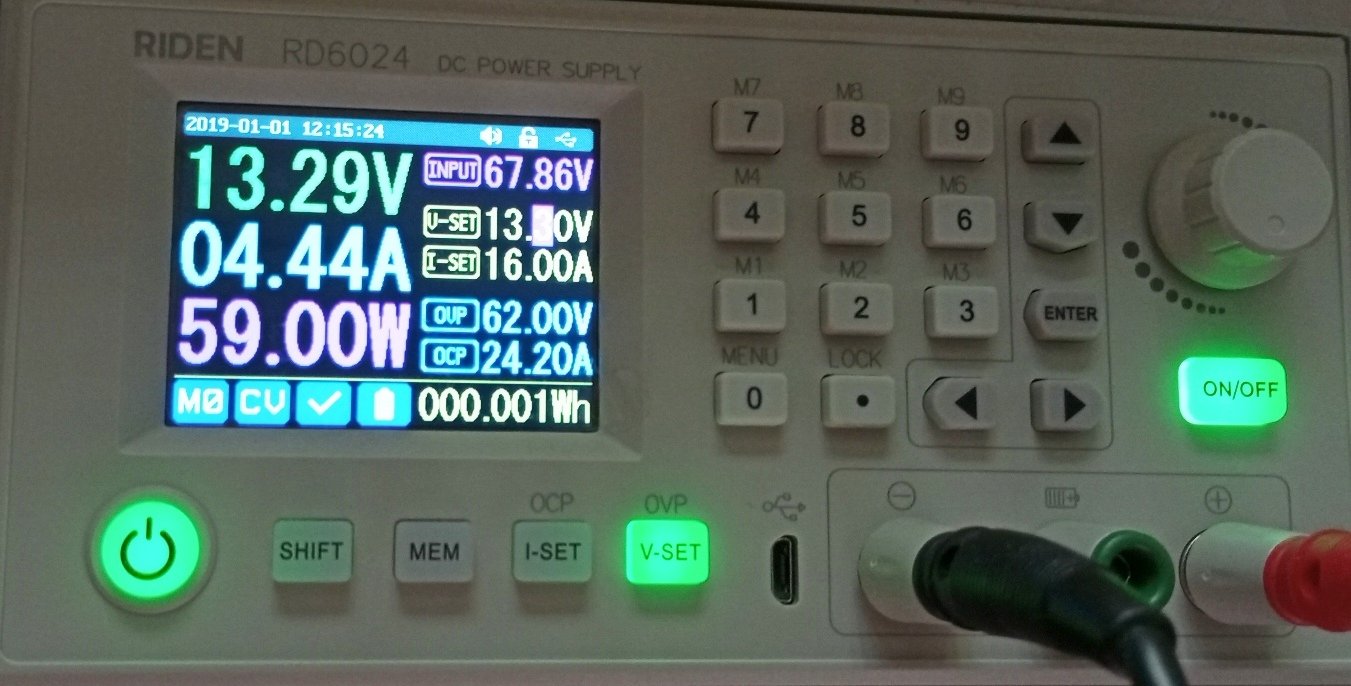 RIDEN RD6024 DC POWER SUPPLY
2019-01-01 12:15:24
13.29V
INPUT 67.86V
V-SET 13.30V
04.44A
I-SET 16.00A
59.00W
OVP 62.00V
OCP 24.20A
M0 CV 000.001Wh
M7 M8 M9
7 8 9
M4 M5 M6
4 5 6
M1 M2 M3
1 2 3
ENTER
MENU LOCK
0 •
ON/OFF
OCP OVP
SHIFT MEM I-SET V-SET